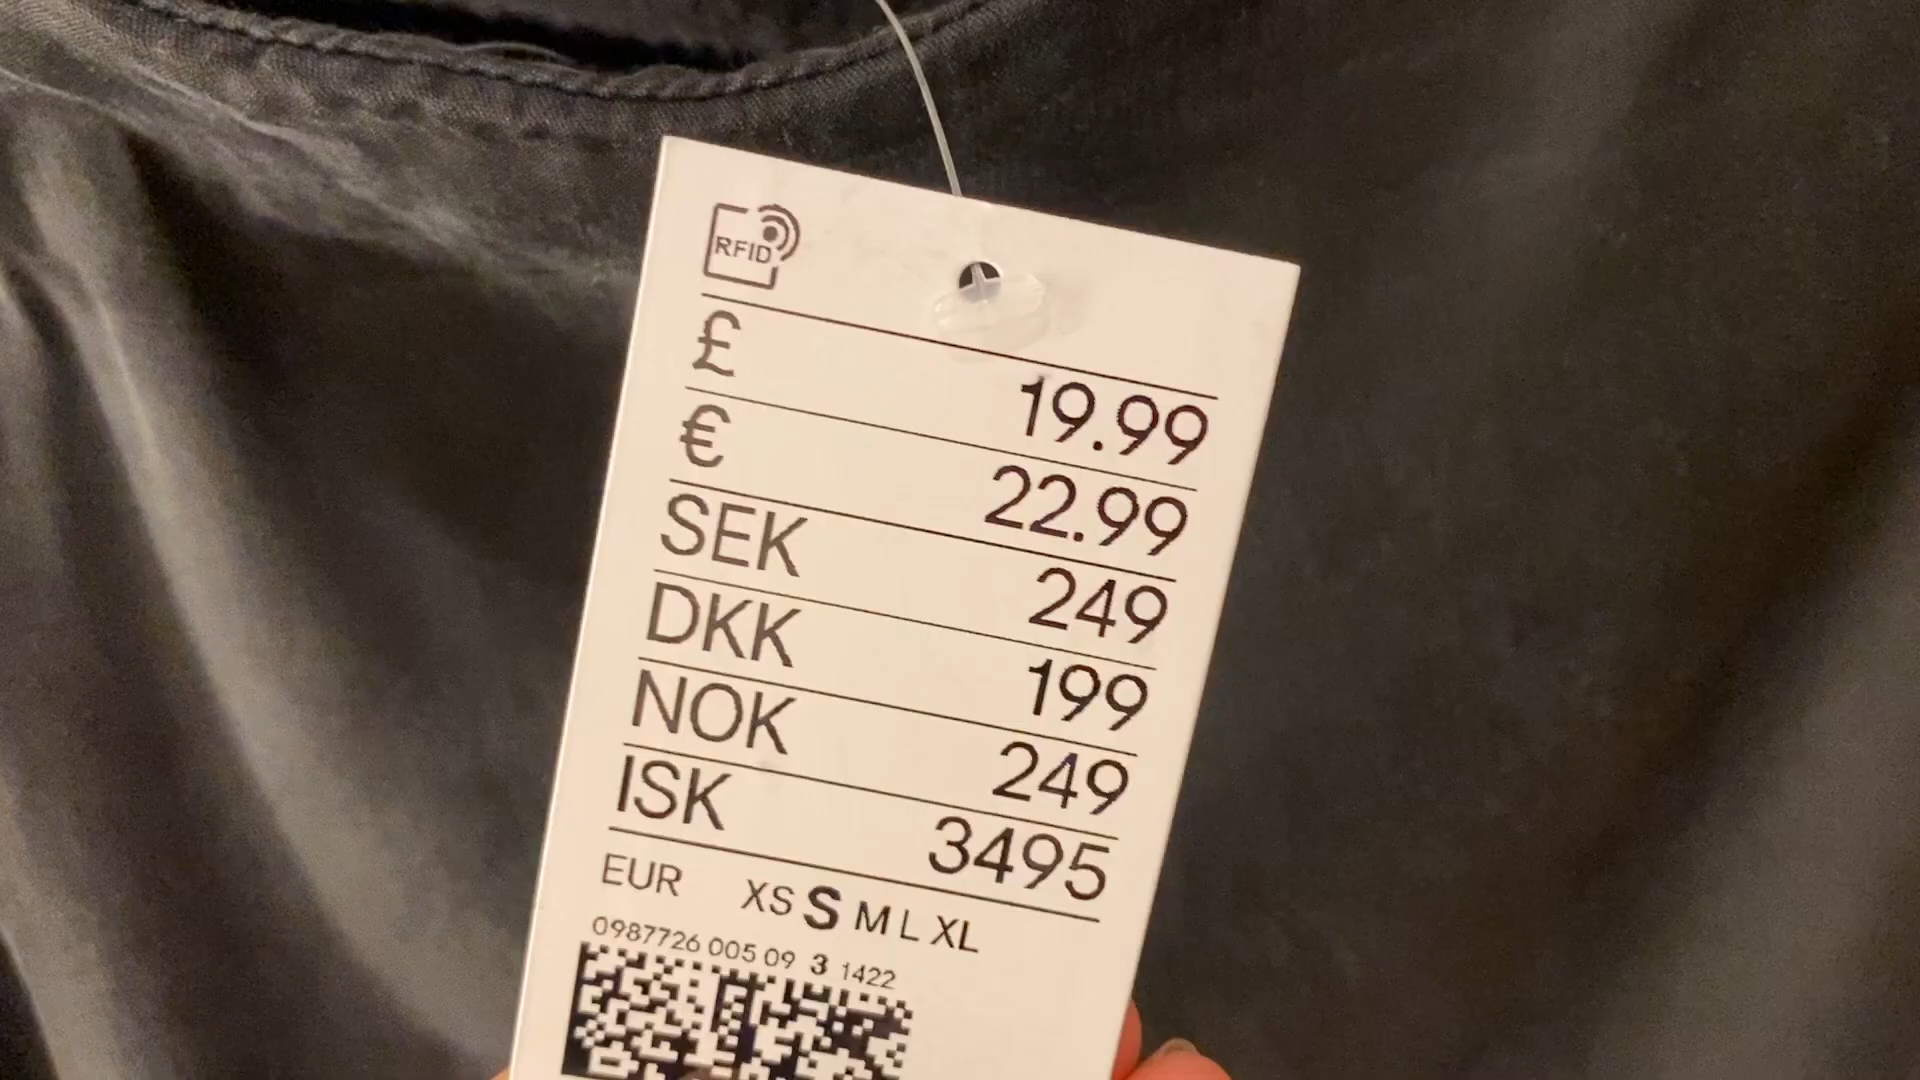 RFID
£ 19.99
€ 22.99
SEK 249
DKK 199
NOK 249
ISK 3495
EUR XS S M L XL
0987726 005 09 3 1422